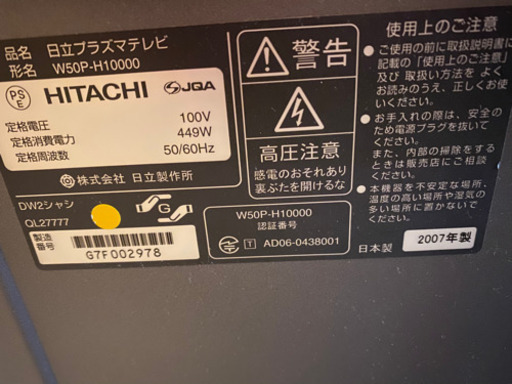 品名 日立プラズマテレビ
形名 W50P-H10000
PS
E
HITACHI
JQA
定格電圧 100V
定格消費電力 449W
定格周波数 50/60Hz
株式会社 日立製作所
DW2シャシ
QL27777
G
製造
番号
G7F002978
警告
高圧注意
感電のおそれあり
裏ぶたを開けるな
W50P-H10000
認証番号
T AD06-0438001
使用上のご注意
●ご使用の前に取扱説明書に
記載の「使用上のご注意」
及び 取扱い方法を よく
お読みのうえ、正しくお使
いください。
●お手入れの際は、安全の
ため電源プラグを抜いて
ください。
また、内部の掃除をする
ときは販売店にご相談
ください。
●本機器を不安定な場所、
温度の高い場所や湿気の
多い場所に置かないで
ください。
日本製
2007年製